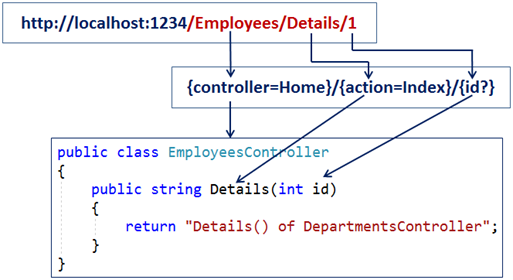 http://localhost:1234/Employees/Details/1
{controller=Home}/{action=Index}/{id?}
public class EmployeesController
{
public string Details(int id)
{
return "Details() of DepartmentsController";
}
}